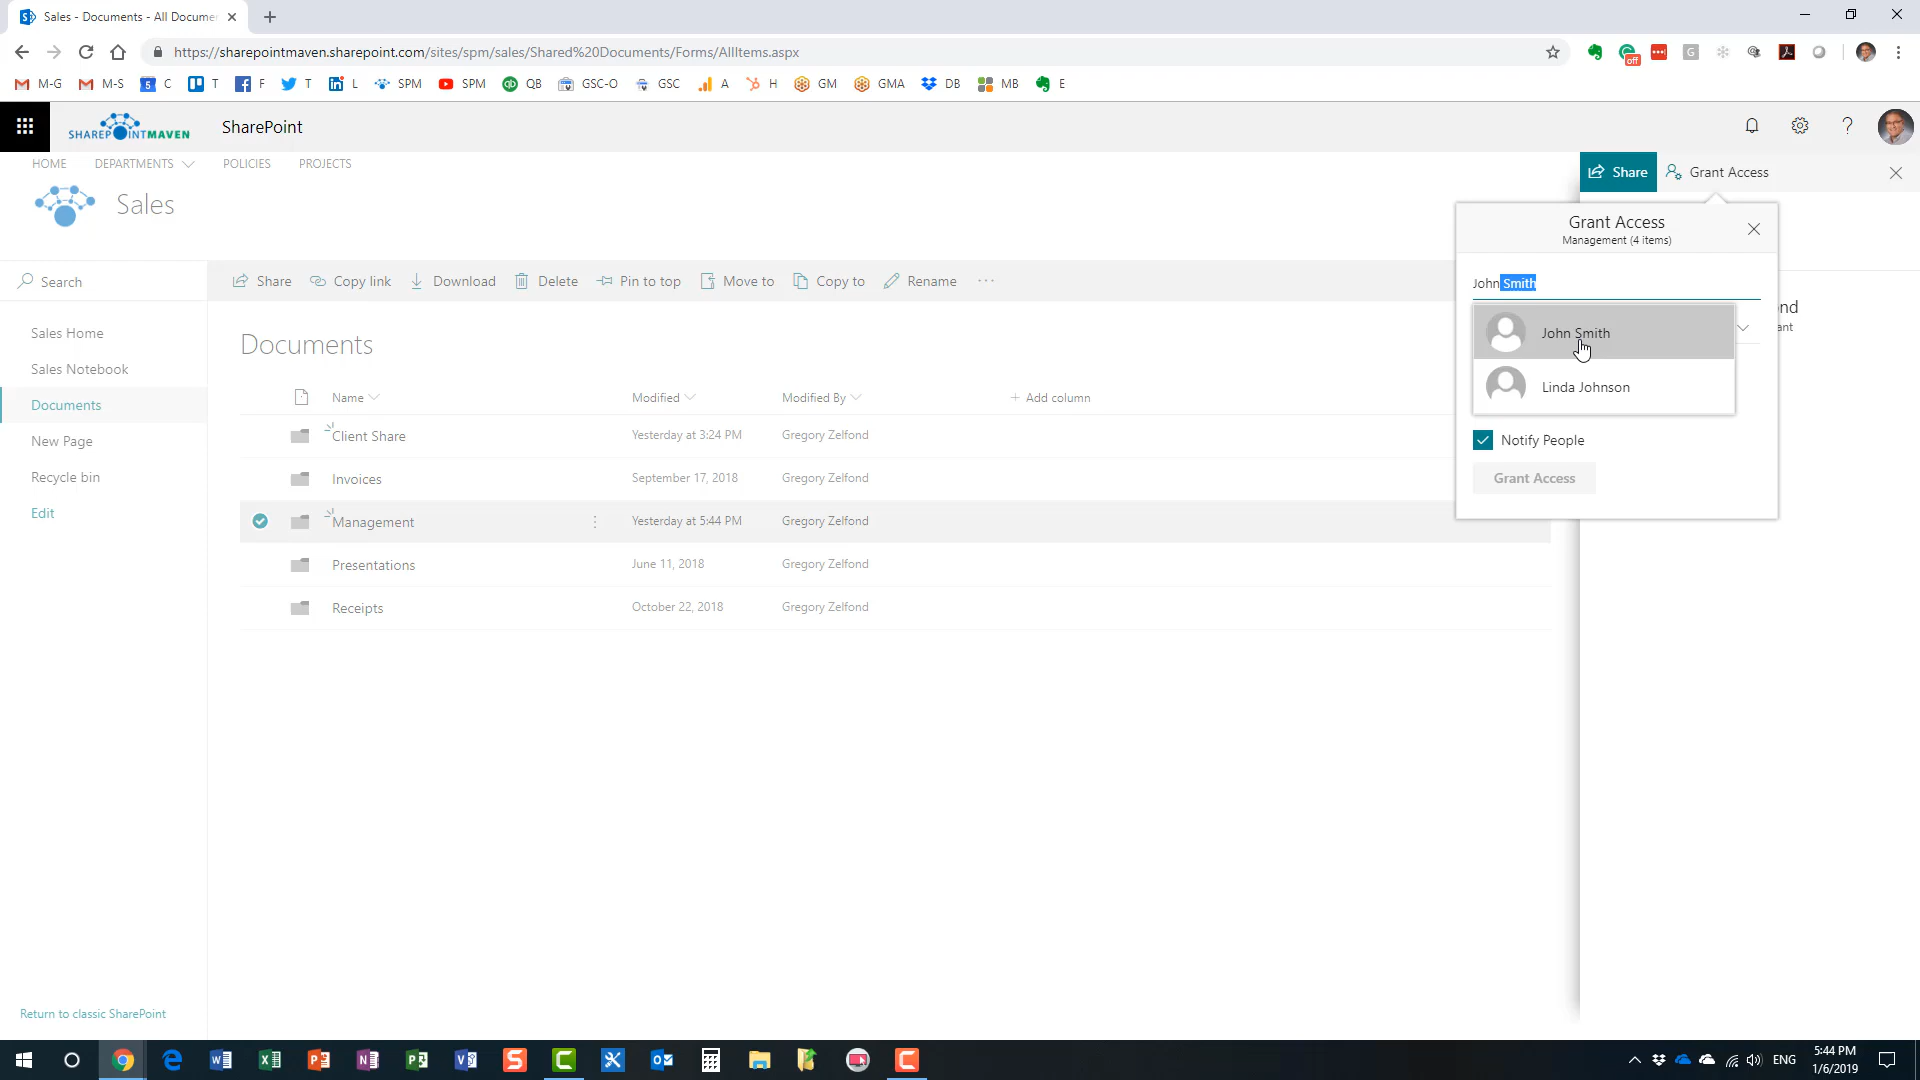 Sales - Documents - All Documen
https://sharepointmaven.sharepoint.com/sites/spm/sales/Shared%20Documents/Forms/AllItems.aspx
off
M-G M-S C T F T L SPM SPM QB GSC-O GSC A H GM GMA DB MB E
SHAREPOINTMAVEN SharePoint
HOME DEPARTMENTS POLICIES PROJECTS
Share Grant Access
Sales
Grant Access
Management (4 items)
Search
Share Copy link Download Delete Pin to top Move to Copy to Rename
John Smith
John Smith
Linda Johnson
Notify People
Grant Access
Sales Home
Sales Notebook
Documents
New Page
Recycle bin
Edit
Documents
Name Modified Modified By + Add column
Client Share Yesterday at 3:24 PM Gregory Zelfond
Invoices September 17, 2018 Gregory Zelfond
Management Yesterday at 5:44 PM Gregory Zelfond
Presentations June 11, 2018 Gregory Zelfond
Receipts October 22, 2018 Gregory Zelfond
Return to classic SharePoint
ENG
5:44 PM
1/6/2019